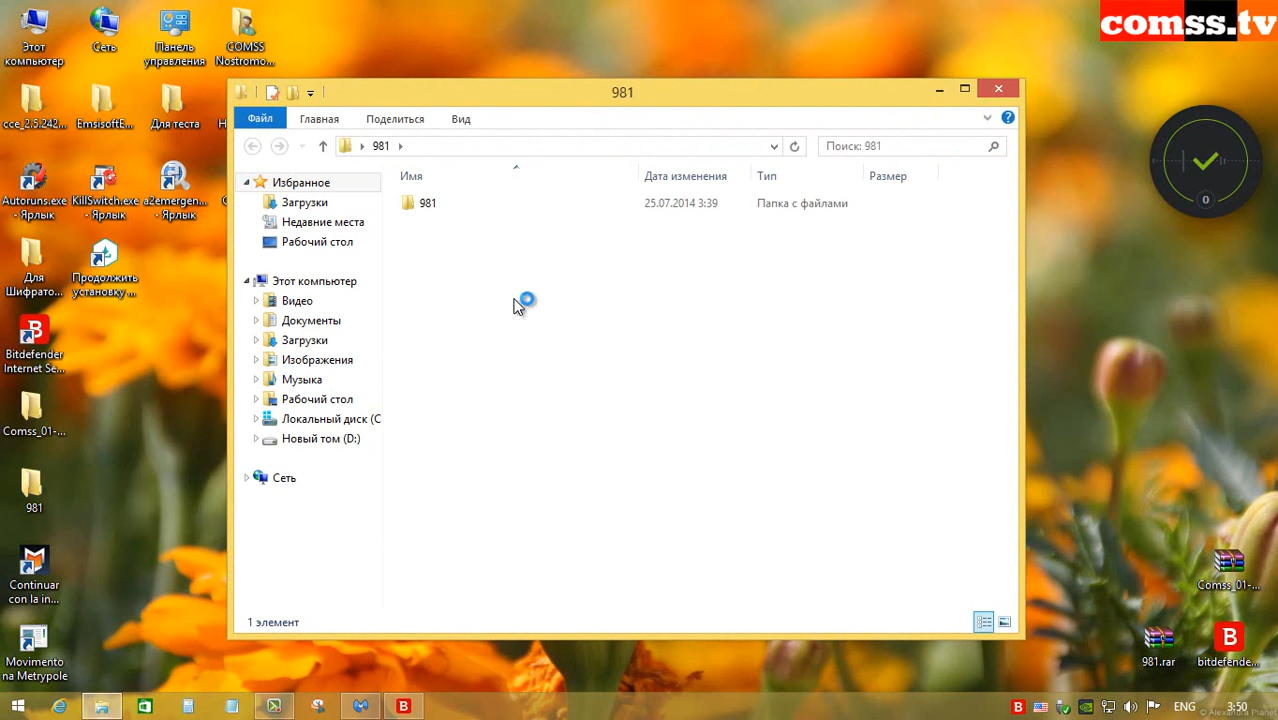 comss.tv
Этот
компьютер
Сеть
Панель
управления
COMSS
Nostromo...
cce_2.5.242...
EmsisoftE...
Для теста
Autoruns.exe
- Ярлык
KillSwitch.exe
- Ярлык
a2emergen...
- Ярлык
Для
Шифрато...
Продолжить
установку ...
Bitdefender
Internet Se...
Comss_01-...
981
Continuar
con la in...
Movimento
na Metrypole
981
Файл
Главная
Поделиться
Вид
981
Поиск: 981
Имя
Дата изменения
Тип
Размер
981
25.07.2014 3:39
Папка с файлами
Избранное
Загрузки
Недавние места
Рабочий стол
Этот компьютер
Видео
Документы
Загрузки
Изображения
Музыка
Рабочий стол
Локальный диск (C
Новый том (D:)
Сеть
1 элемент
0
Comss_01-...
981.rar
bitdefende...
ENG
3:50